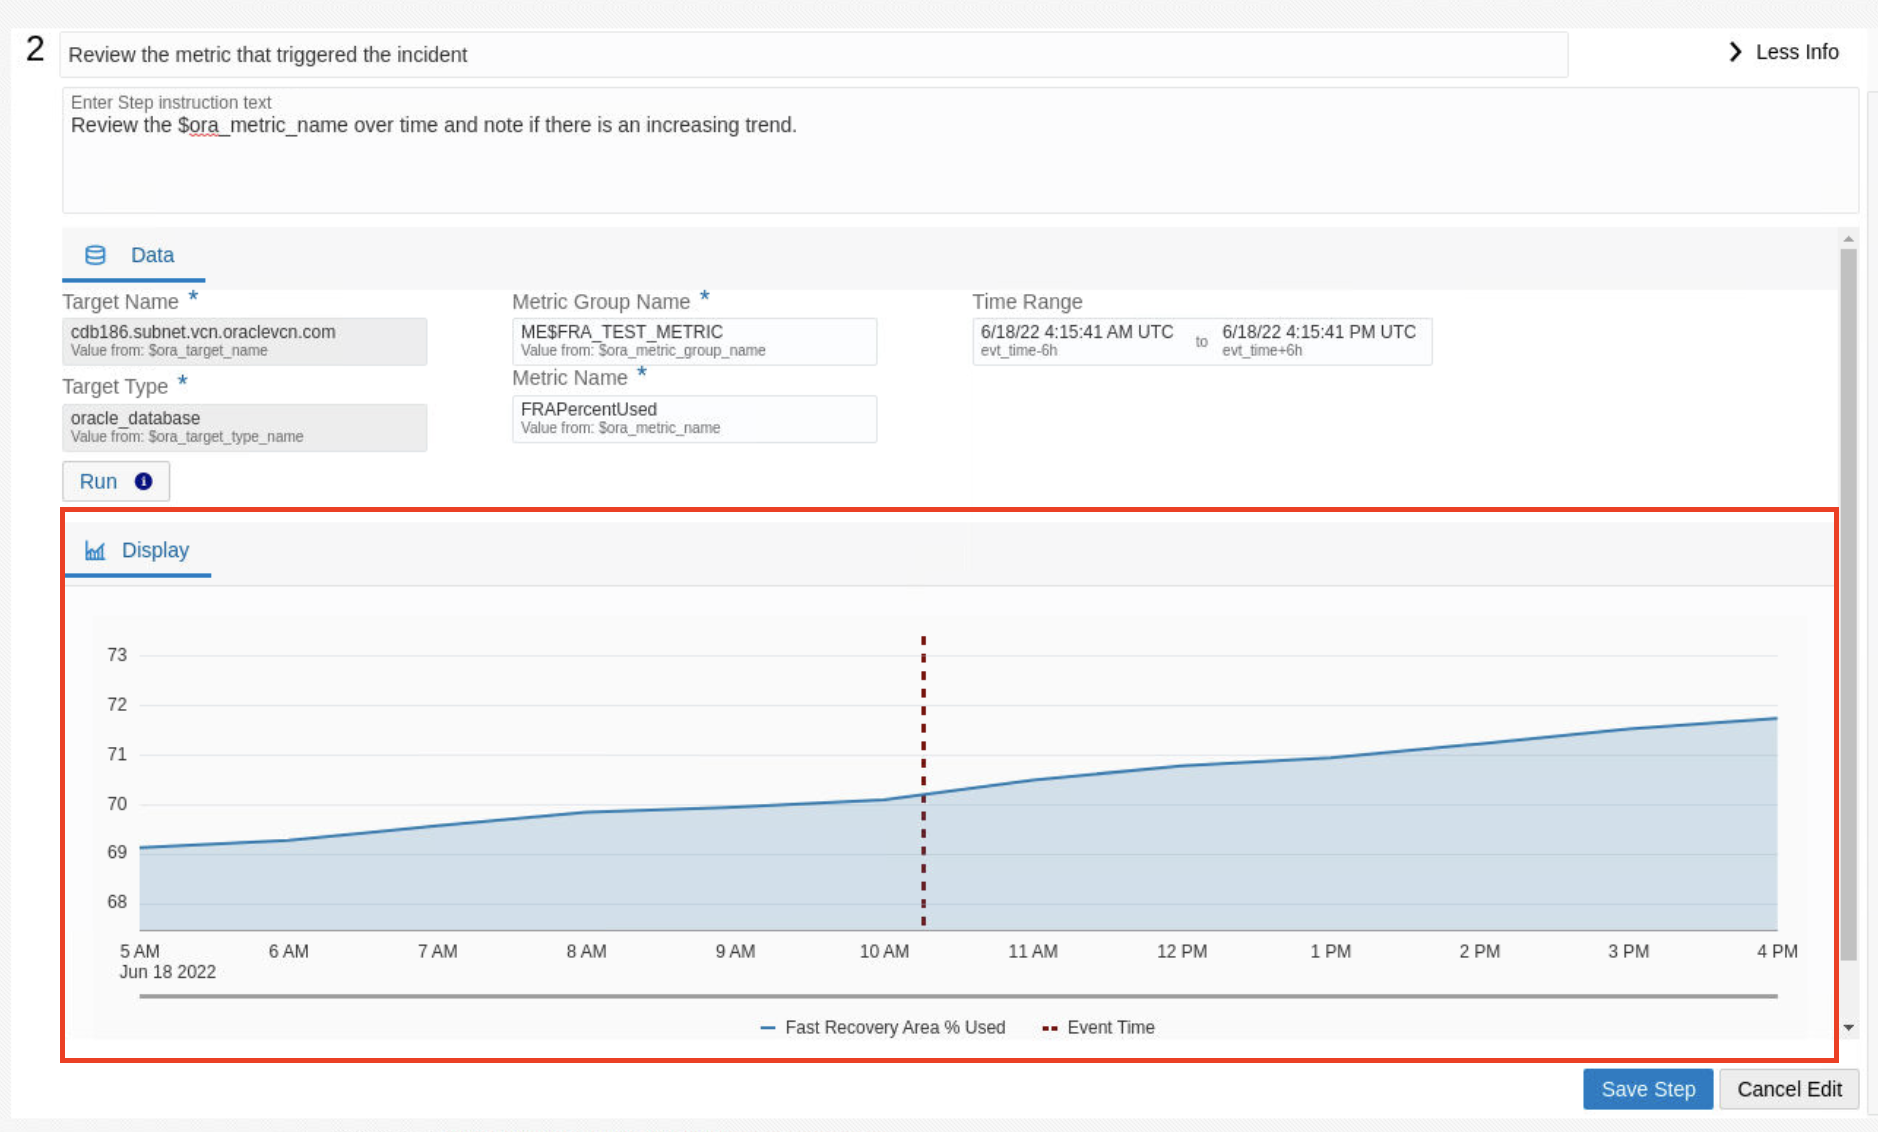 2
Review the metric that triggered the incident
Less Info
Enter Step instruction text
Review the $ora_metric_name over time and note if there is an increasing trend.
Data
Target Name *
Metric Group Name *
Time Range
cdb186.subnet.vcn.oraclevcn.com
Value from: $ora_target_name
ME$FRA_TEST_METRIC
Value from: $ora_metric_group_name
6/18/22 4:15:41 AM UTC
evt_time-6h
to
6/18/22 4:15:41 PM UTC
evt_time+6h
Target Type *
Metric Name *
oracle_database
Value from: $ora_target_type_name
FRAPercentUsed
Value from: $ora_metric_name
Run
Display
73
72
71
70
69
68
5 AM 6 AM 7 AM 8 AM 9 AM 10 AM 11 AM 12 PM 1 PM 2 PM 3 PM 4 PM
Jun 18 2022
Fast Recovery Area % Used
Event Time
Save Step
Cancel Edit